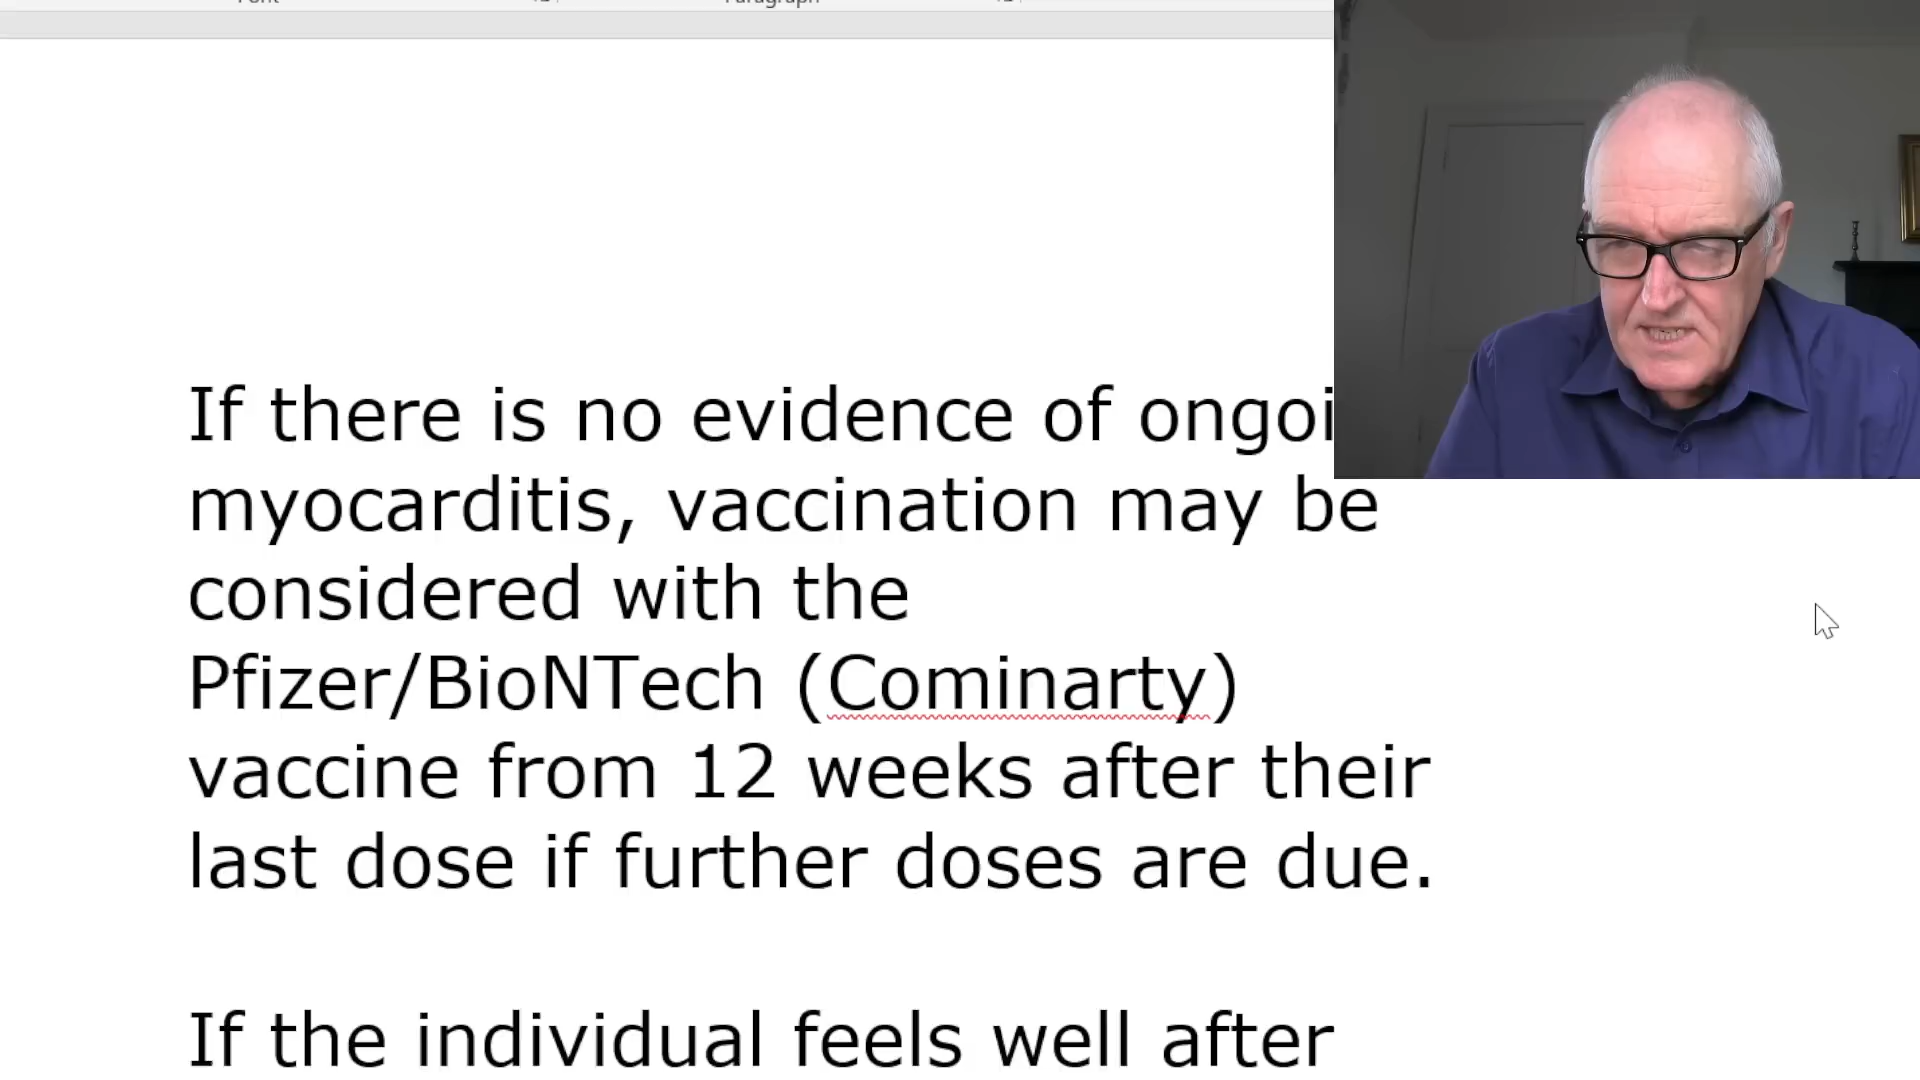 Paragraph
If there is no evidence of ongoi
myocarditis, vaccination may be
considered with the
Pfizer/BioNTech (Cominarty)
vaccine from 12 weeks after their
last dose if further doses are due.
If the individual feels well after